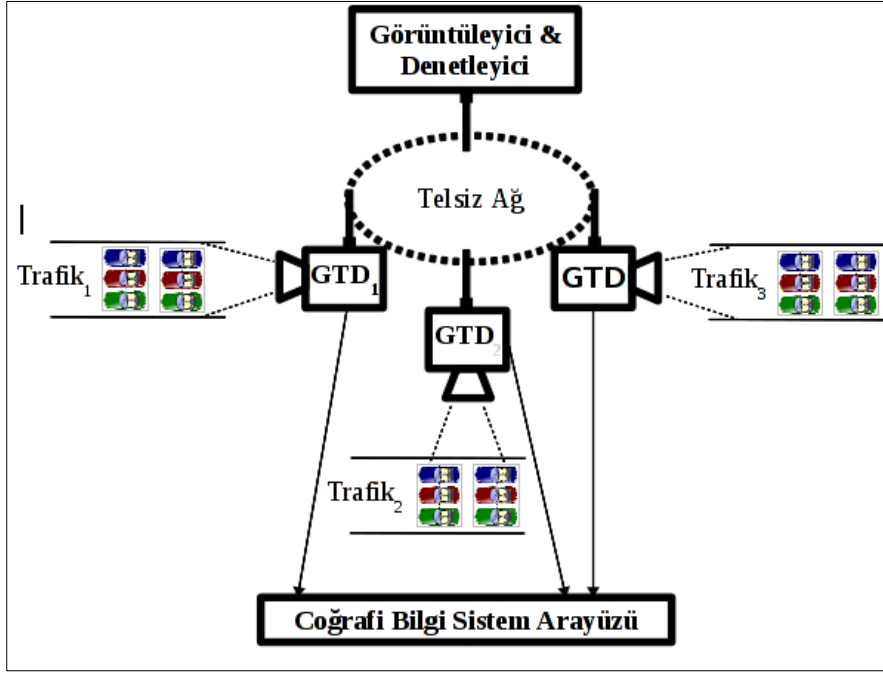 Görüntüleyici &
Denetleyici
Telsiz Ağ
Trafik1
GTD1
GTD
Trafik3
GTD2
Trafik2
Coğrafi Bilgi Sistem Arayüzü